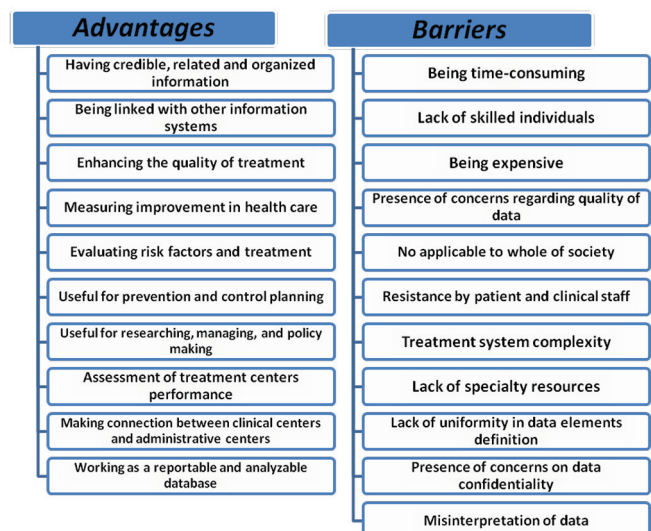 Advantages
Having credible, related and organized
information
Being linked with other information
systems
Enhancing the quality of treatment
Measuring improvement in health care
Evaluating risk factors and treatment
Useful for prevention and control planning
Useful for researching, managing, and policy
making
Assessment of treatment centers
performance
Making connection between clinical centers
and administrative centers
Working as a reportable and analyzable
database
Barriers
Being time-consuming
Lack of skilled individuals
Being expensive
Presence of concerns regarding quality of
data
No applicable to whole of society
Resistance by patient and clinical staff
Treatment system complexity
Lack of specialty resources
Lack of uniformity in data elements
definition
Presence of concerns on data
confidentiality
Misinterpretation of data